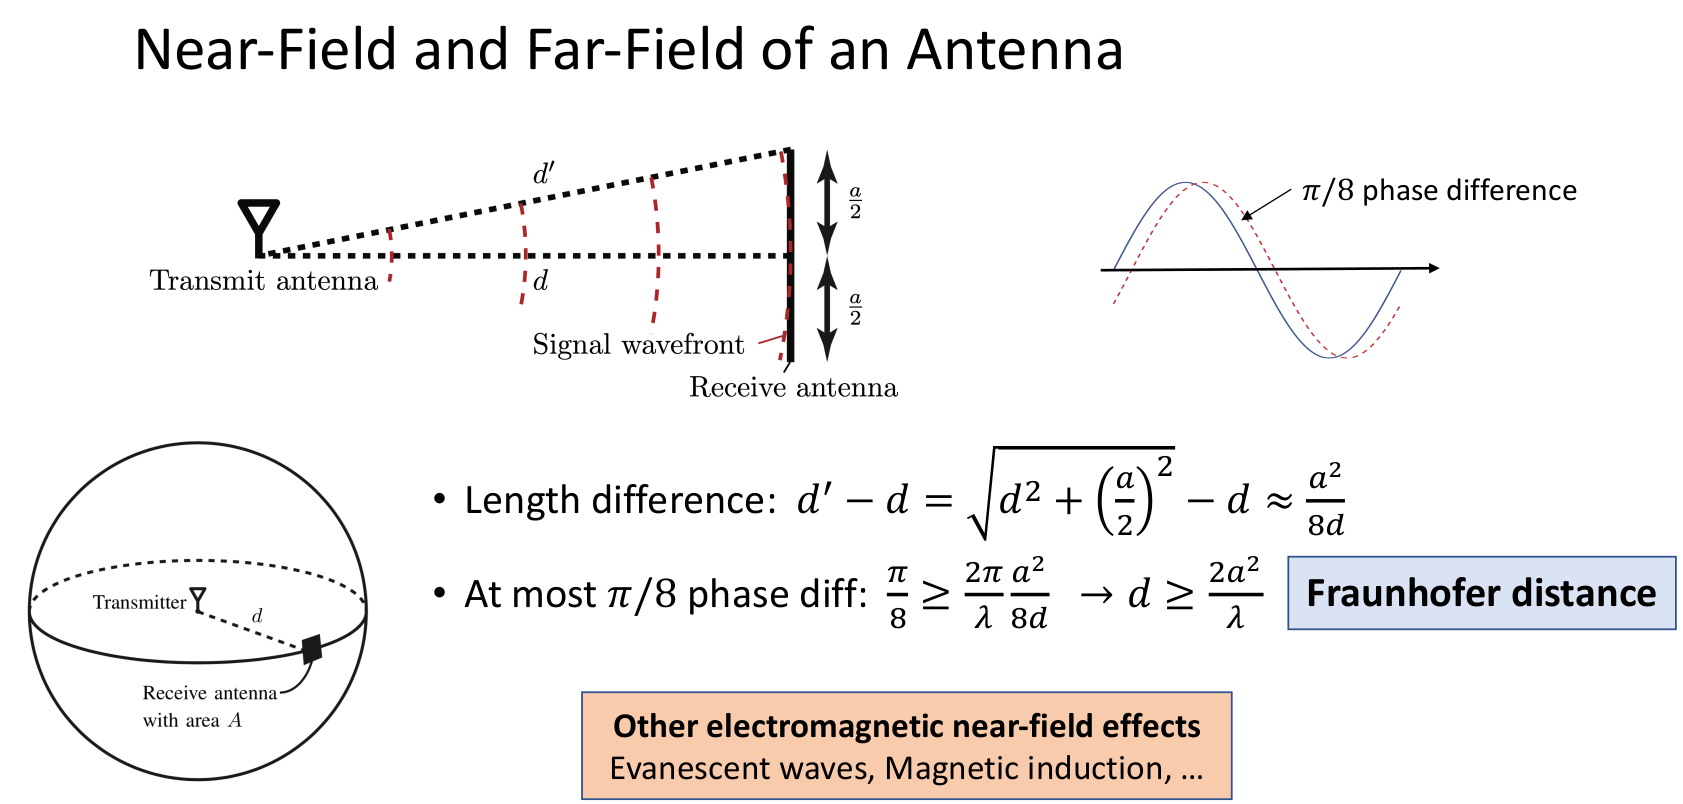 Near-Field and Far-Field of an Antenna
d′
a/2
π/8 phase difference
Transmit antenna
d
a/2
Signal wavefront
Receive antenna
• Length difference: d′ − d = √(d² + (a/2)²) − d ≈ a²/8d
• At most π/8 phase diff: π/8 ≥ 2π/λ a²/8d → d ≥ 2a²/λ
Fraunhofer distance
Transmitter
d
Receive antenna
with area A
Other electromagnetic near-field effects
Evanescent waves, Magnetic induction, ...